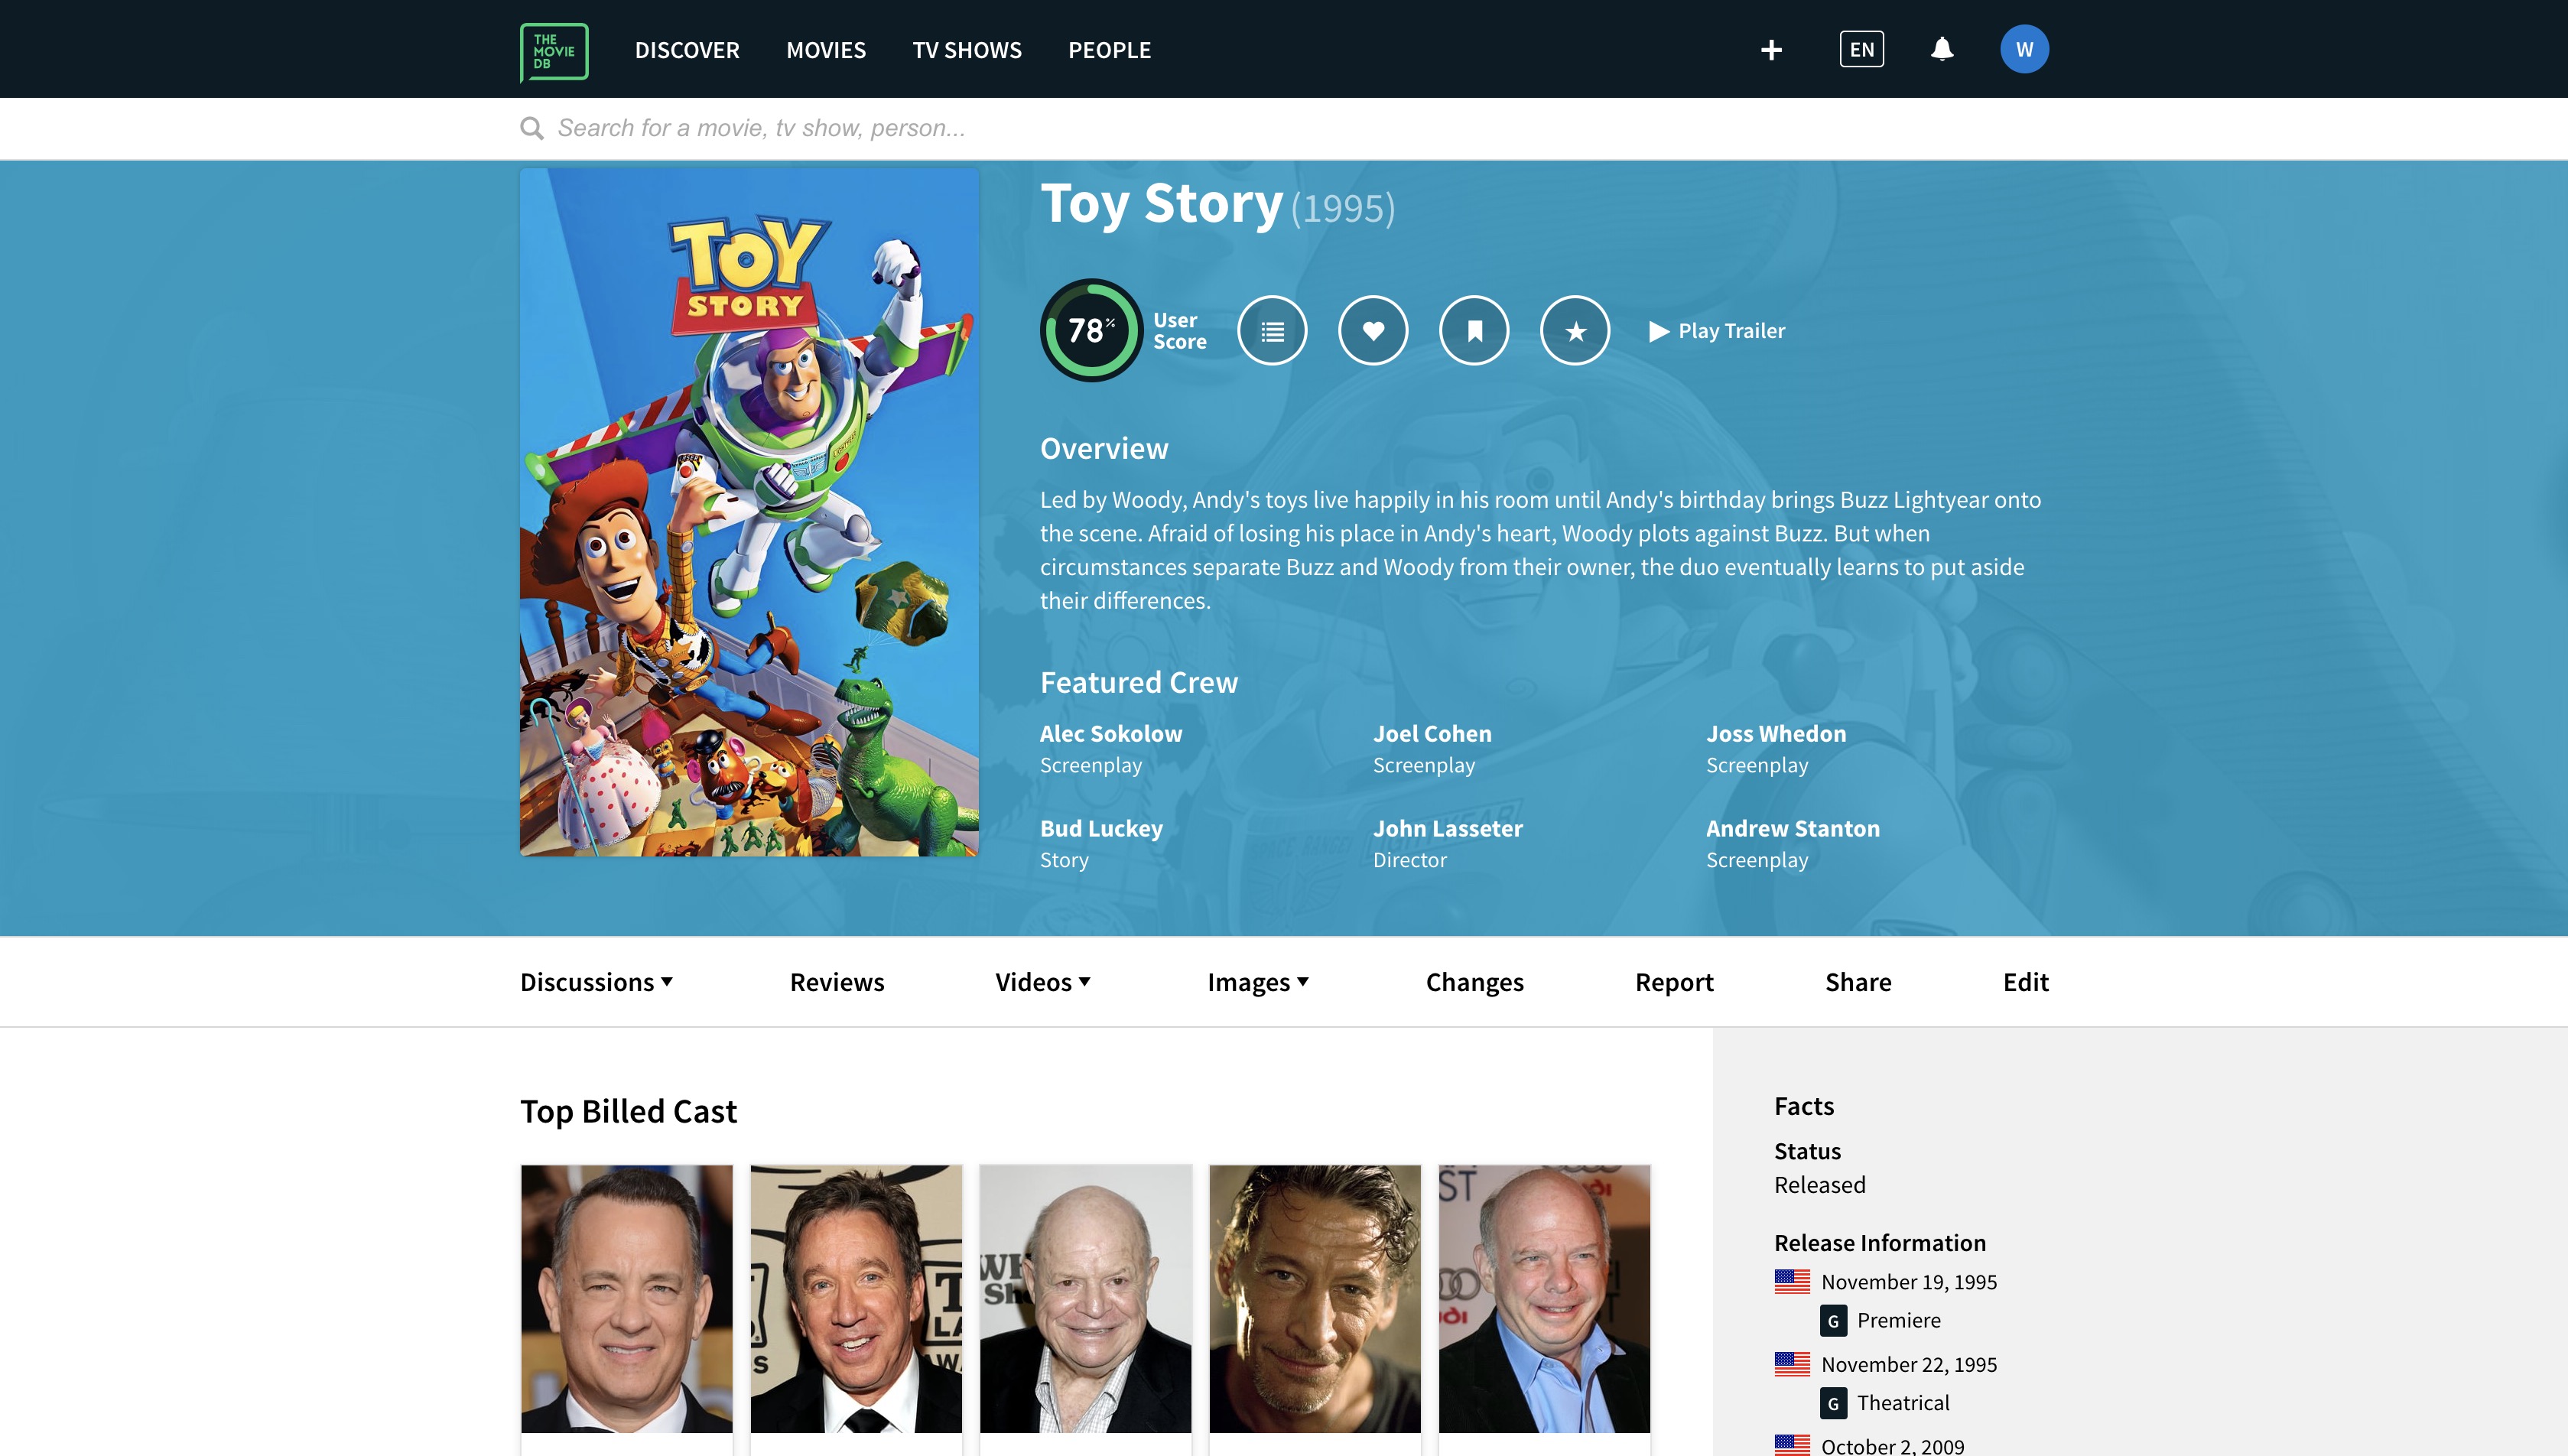 THE
MOVIE
DB
DISCOVER
MOVIES
TV SHOWS
PEOPLE
EN
W
Search for a movie, tv show, person...
TOY
STORY
Toy Story (1995)
78%
User
Score
Play Trailer
Overview
Led by Woody, Andy's toys live happily in his room until Andy's birthday brings Buzz Lightyear onto
the scene. Afraid of losing his place in Andy's heart, Woody plots against Buzz. But when
circumstances separate Buzz and Woody from their owner, the duo eventually learns to put aside
their differences.
Featured Crew
Alec Sokolow
Screenplay
Joel Cohen
Screenplay
Joss Whedon
Screenplay
Bud Luckey
Story
John Lasseter
Director
Andrew Stanton
Screenplay
Discussions
Reviews
Videos
Images
Changes
Report
Share
Edit
Top Billed Cast
Facts
Status
Released
Release Information
November 19, 1995
G Premiere
November 22, 1995
G Theatrical
October 2, 2009